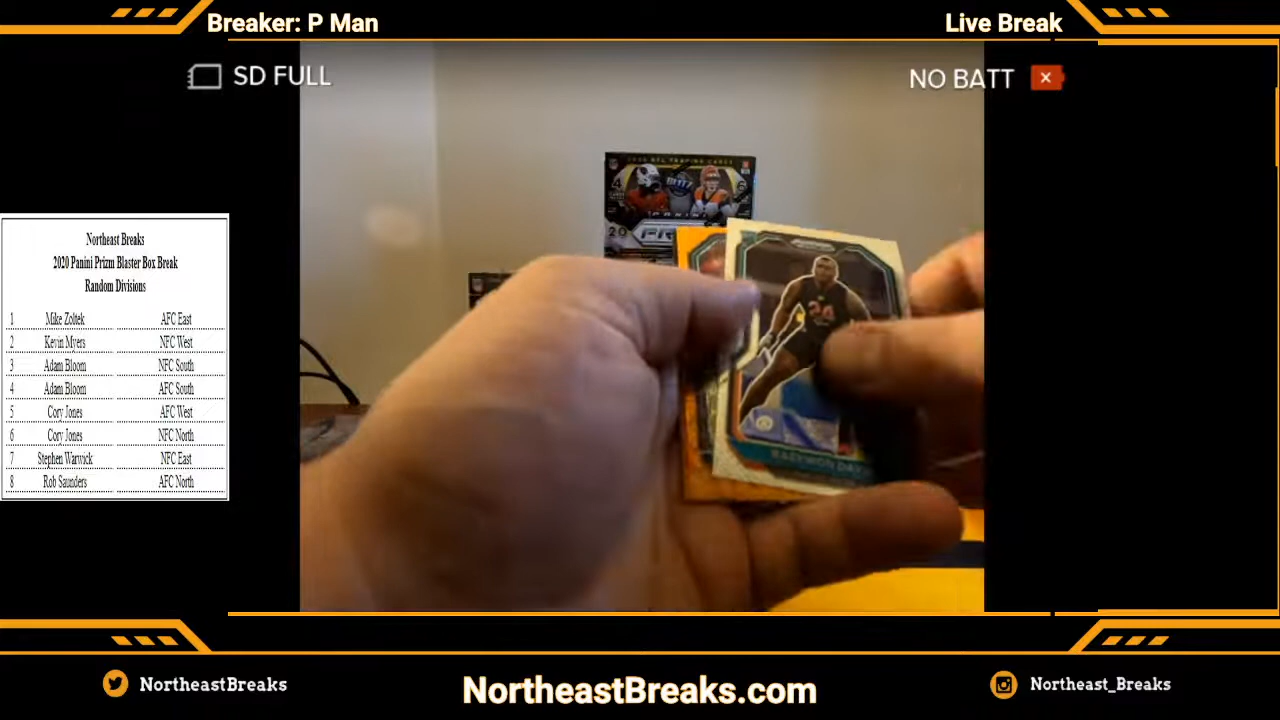 Breaker: P Man
Live Break
SD FULL
NO BATT
Northeast Breaks
2020 Panini Prizm Blaster Box Break
Random Divisions
1 Mike Zoltek AFC East
2 Kevin Myers NFC West
3 Adam Bloom NFC South
4 Adam Bloom AFC South
5 Cory Jones AFC West
6 Cory Jones NFC North
7 Stephen Warwick NFC East
8 Rob Saunders AFC North
24
NortheastBreaks
NortheastBreaks.com
Northeast_Breaks